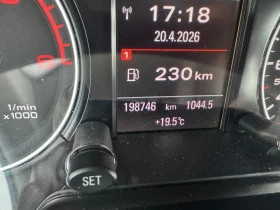 17:18
20.4.2026
1
230 km
198746 km 1044.5
+19.5°C
1/min
x1000
SET